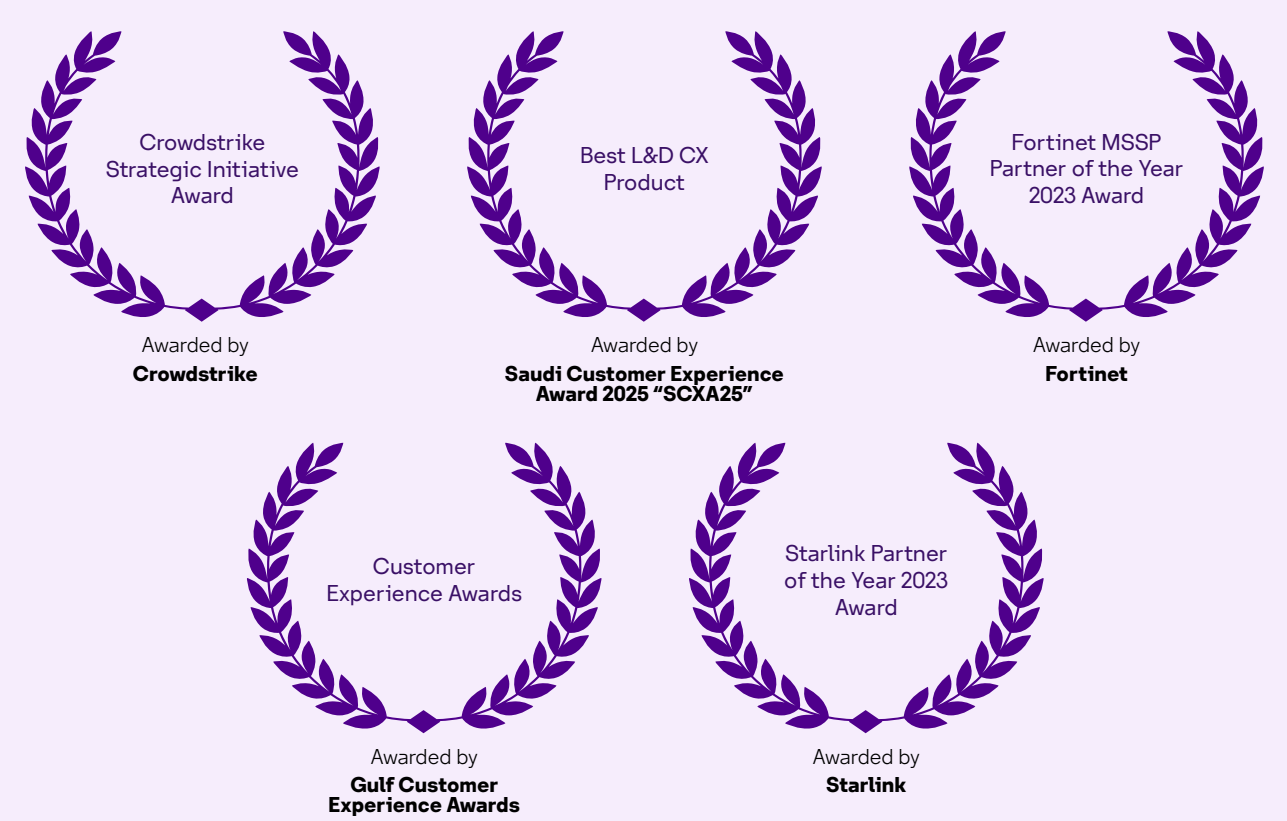 Crowdstrike
Strategic Initiative
Award
Awarded by
Crowdstrike
Best L&D CX
Product
Awarded by
Saudi Customer Experience
Award 2025 “SCXA25”
Fortinet MSSP
Partner of the Year
2023 Award
Awarded by
Fortinet
Customer
Experience Awards
Awarded by
Gulf Customer
Experience Awards
Starlink Partner
of the Year 2023
Award
Awarded by
Starlink